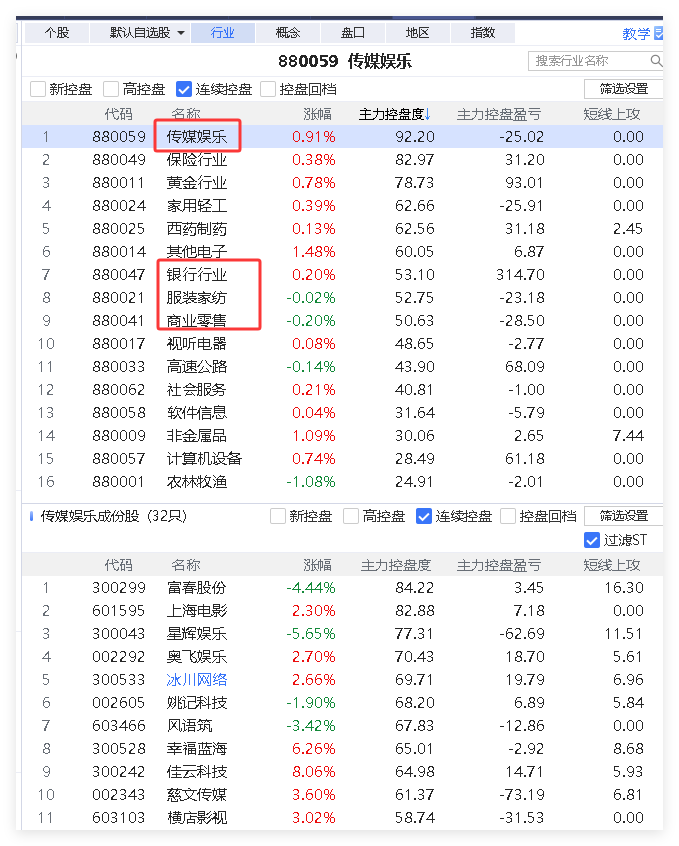 个股 默认自选股 行业 概念 盘口 地区 指数 教学
880059 传媒娱乐 搜索行业名称
新控盘 高控盘 连续控盘 控盘回档 筛选设置
代码 名称 涨幅 主力控盘度↓ 主力控盘盈亏 短线上攻
1 880059 传媒娱乐 0.91% 92.20 -25.02 0.00
2 880049 保险行业 0.38% 82.97 31.20 0.00
3 880011 黄金行业 0.78% 78.73 93.01 0.00
4 880024 家用轻工 0.39% 62.66 -25.91 0.00
5 880025 西药制药 0.13% 62.56 31.18 2.45
6 880014 其他电子 1.48% 60.05 6.87 0.00
7 880047 银行行业 0.20% 53.10 314.70 0.00
8 880021 服装家纺 -0.02% 52.75 -23.18 0.00
9 880041 商业零售 -0.20% 50.63 -28.50 0.00
10 880017 视听电器 0.08% 48.65 -2.77 0.00
11 880033 高速公路 -0.14% 43.90 68.09 0.00
12 880062 社会服务 0.21% 40.81 -1.00 0.00
13 880058 软件信息 0.04% 31.64 -5.79 0.00
14 880009 非金属品 1.09% 30.06 2.65 7.44
15 880057 计算机设备 0.74% 28.49 61.18 0.00
16 880001 农林牧渔 -1.08% 24.91 -2.01 0.00
传媒娱乐成份股 (32只) 新控盘 高控盘 连续控盘 控盘回档 筛选设置
过滤ST
代码 名称 涨幅 主力控盘度 主力控盘盈亏 短线上攻
1 300299 富春股份 -4.44% 84.22 3.45 16.30
2 601595 上海电影 2.30% 82.88 7.18 0.00
3 300043 星辉娱乐 -5.65% 77.31 -62.69 11.51
4 002292 奥飞娱乐 2.70% 70.43 18.70 5.61
5 300533 冰川网络 2.66% 69.71 19.79 6.96
6 002605 姚记科技 -1.90% 68.20 6.89 5.84
7 603466 风语筑 -3.42% 67.83 -12.86 0.00
8 300528 幸福蓝海 6.26% 65.01 -2.92 8.68
9 300242 佳云科技 8.06% 64.98 14.71 5.93
10 002343 慈文传媒 3.60% 61.37 -73.19 6.81
11 603103 横店影视 3.02% 58.74 -31.53 0.00